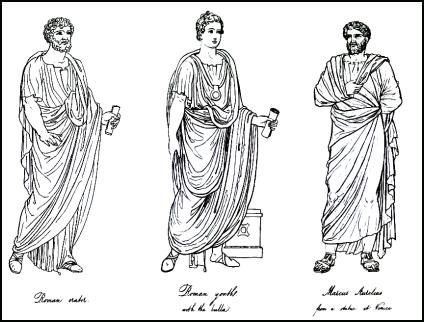 Roman orator.
Roman youth
with the bulla
Marcus Aurelius
from a statue at Venice